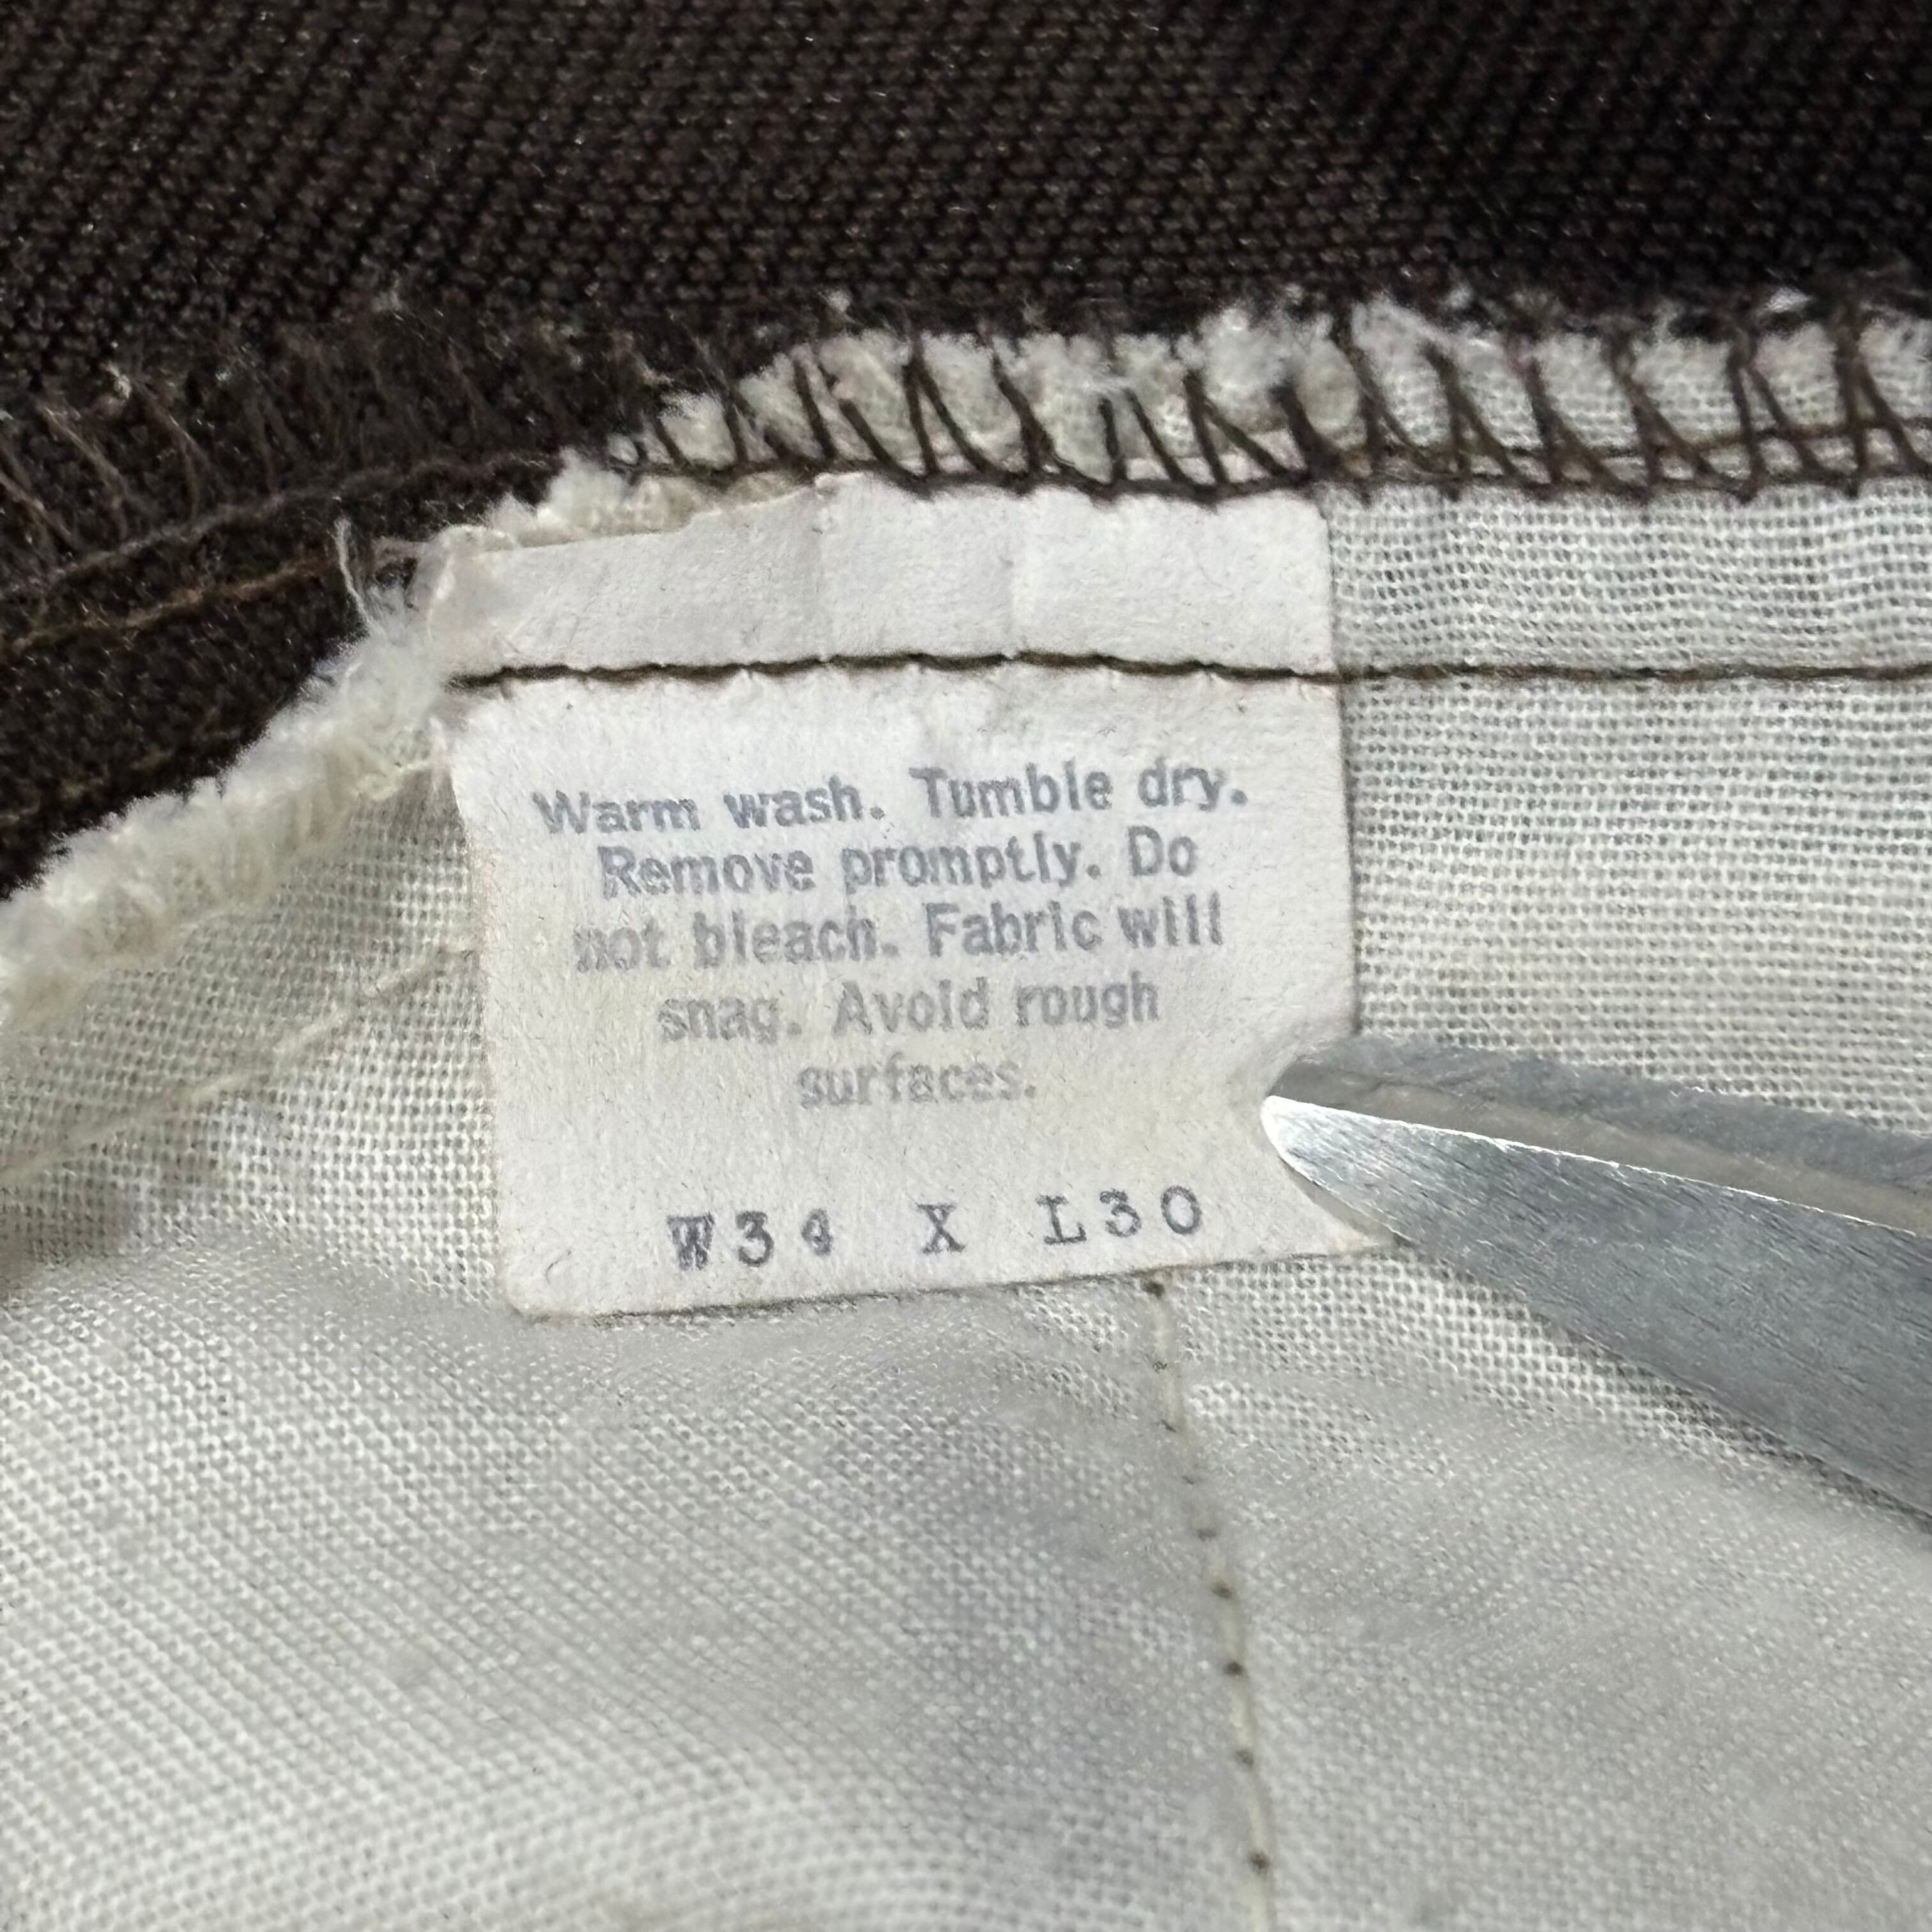 Warm wash. Tumble dry.
Remove promptly. Do
not bleach. Fabric will
snag. Avoid rough
surfaces.
W34 X L30